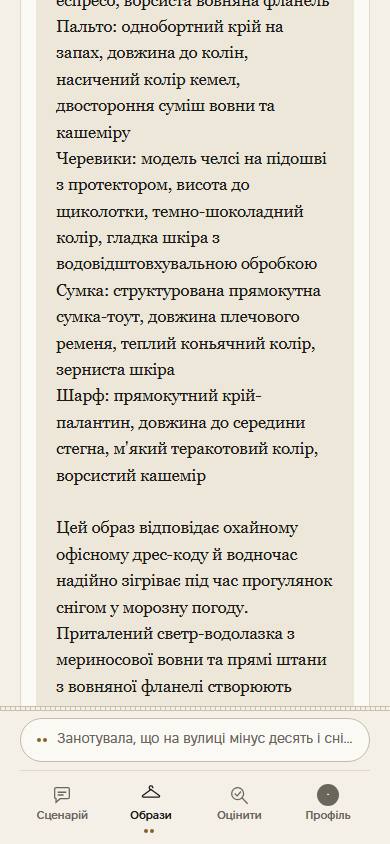 еспресо, ворсиста вовняна фланель
Пальто: однобортний крій на
запах, довжина до колін,
насичений колір кемел,
двостороння суміш вовни та
кашеміру
Черевики: модель челсі на підошві
з протектором, висота до
щиколотки, темно-шоколадний
колір, гладка шкіра з
водовідштовхувальною обробкою
Сумка: структурована прямокутна
сумка-тоут, довжина плечового
ременя, теплий коньячний колір,
зерниста шкіра
Шарф: прямокутний крій-
палантин, довжина до середини
стегна, м'який теракотовий колір,
ворсистий кашемір
Цей образ відповідає охайному
офісному дрес-коду й водночас
надійно зігріває під час прогулянок
снігом у морозну погоду.
Приталений светр-водолазка з
мериносової вовни та прямі штани
з вовняної фланелі створюють
Занотувала, що на вулиці мінус десять і сні...
Сценарій
Образи
Оцінити
Профіль